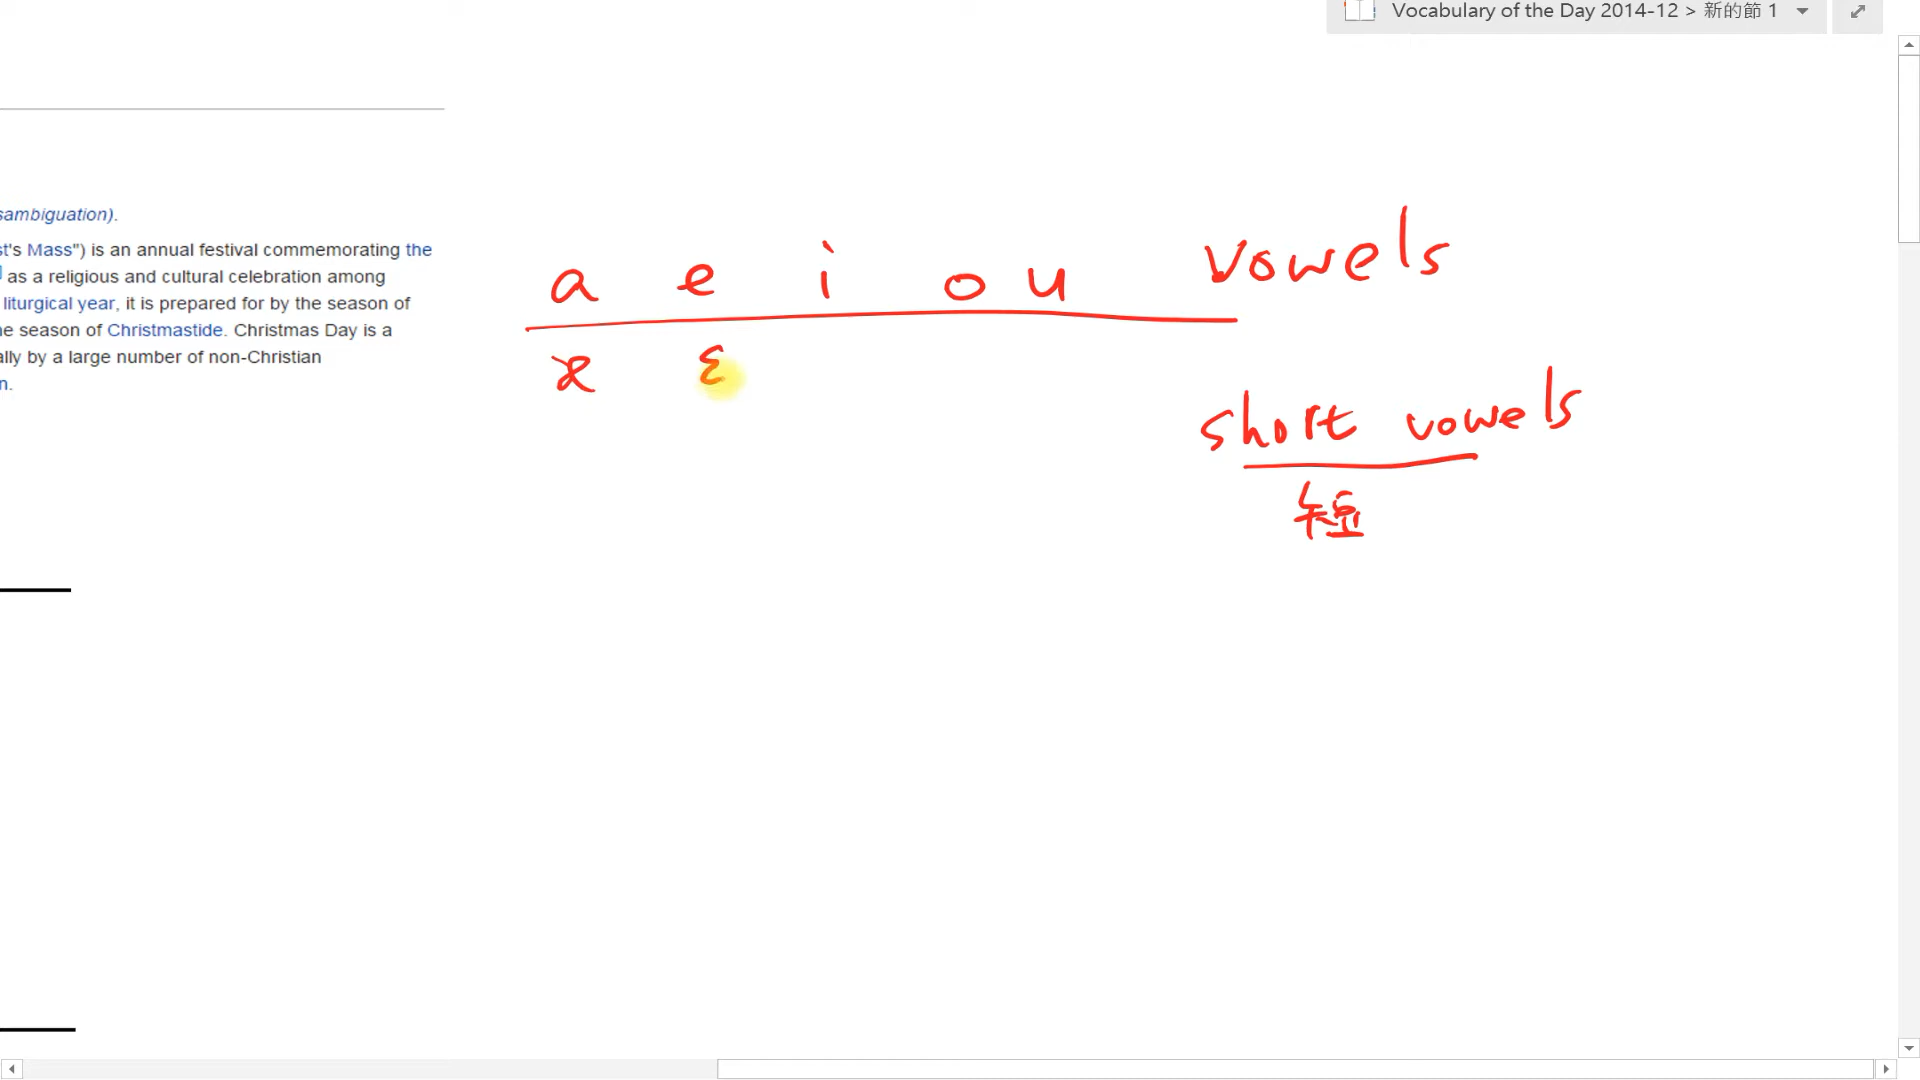 Vocabulary of the Day 2014-12 > 新的節 1
sambiguation).
st's Mass") is an annual festival commemorating the
] as a religious and cultural celebration among
liturgical year, it is prepared for by the season of
e season of Christmastide. Christmas Day is a
ally by a large number of non-Christian
n.
a e i o u vowels
æ ε
short vowels
短